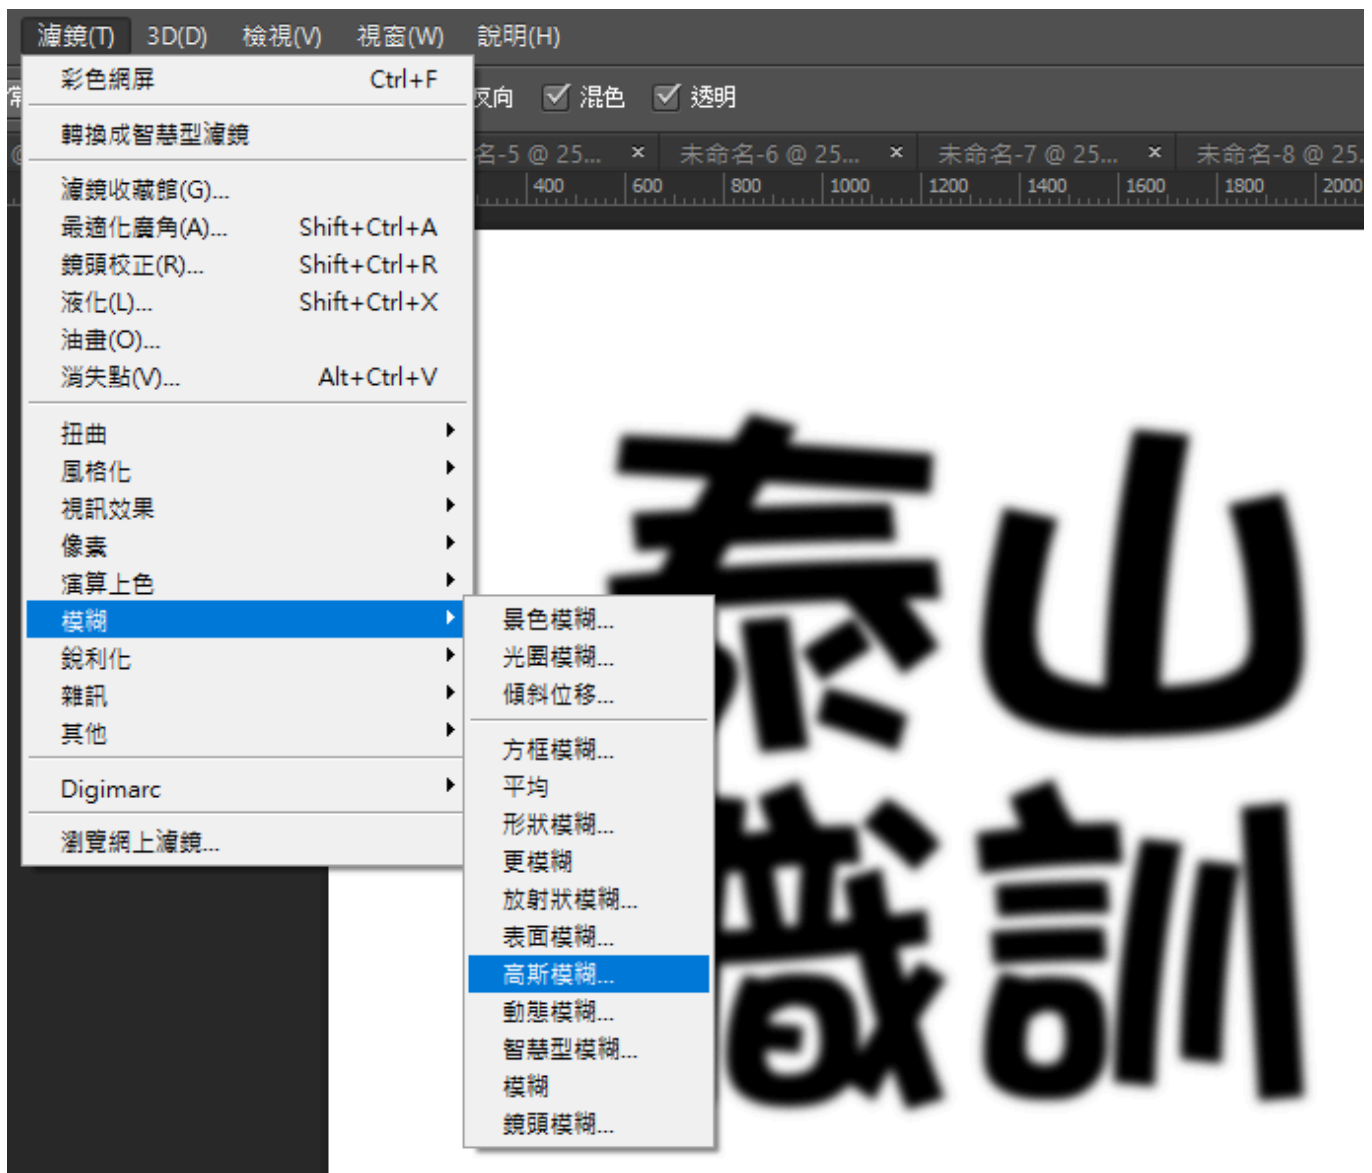 濾鏡(T) 3D(D) 檢視(V) 視窗(W) 說明(H)
彩色網屏 Ctrl+F
反向 混色 透明
轉換成智慧型濾鏡
名-5 @ 25... × 未命名-6 @ 25... × 未命名-7 @ 25... × 未命名-8 @ 25.
400 600 800 1000 1200 1400 1600 1800 2000
濾鏡收藏館(G)...
最適化廣角(A)... Shift+Ctrl+A
鏡頭校正(R)... Shift+Ctrl+R
液化(L)... Shift+Ctrl+X
油畫(O)...
消失點(V)... Alt+Ctrl+V
扭曲
風格化
視訊效果
像素
演算上色
模糊
銳利化
雜訊
其他
Digimarc
瀏覽網上濾鏡...
景色模糊...
光圈模糊...
傾斜位移...
方框模糊...
平均
形狀模糊...
更模糊
放射狀模糊...
表面模糊...
高斯模糊...
動態模糊...
智慧型模糊...
模糊
鏡頭模糊...
泰山
職訓